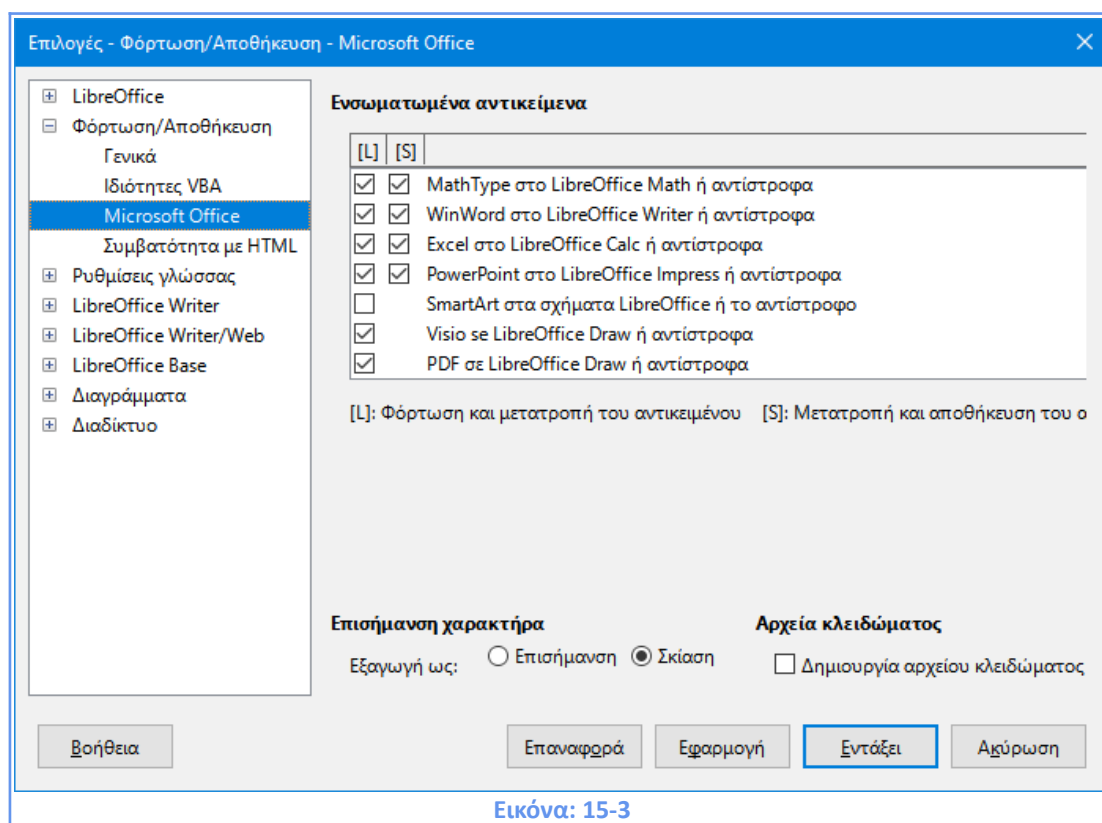 Επιλογές - Φόρτωση/Αποθήκευση - Microsoft Office
LibreOffice
Φόρτωση/Αποθήκευση
Γενικά
Ιδιότητες VBA
Microsoft Office
Συμβατότητα με HTML
Ρυθμίσεις γλώσσας
LibreOffice Writer
LibreOffice Writer/Web
LibreOffice Base
Διαγράμματα
Διαδίκτυο
Ενσωματωμένα αντικείμενα
[L] [S]
MathType στο LibreOffice Math ή αντίστροφα
WinWord στο LibreOffice Writer ή αντίστροφα
Excel στο LibreOffice Calc ή αντίστροφα
PowerPoint στο LibreOffice Impress ή αντίστροφα
SmartArt στα σχήματα LibreOffice ή το αντίστροφο
Visio se LibreOffice Draw ή αντίστροφα
PDF σε LibreOffice Draw ή αντίστροφα
[L]: Φόρτωση και μετατροπή του αντικειμένου [S]: Μετατροπή και αποθήκευση του ο
Επισήμανση χαρακτήρα
Εξαγωγή ως: Επισήμανση Σκίαση
Αρχεία κλειδώματος
Δημιουργία αρχείου κλειδώματος
Βοήθεια Επαναφορά Εφαρμογή Εντάξει Ακύρωση
Εικόνα: 15-3